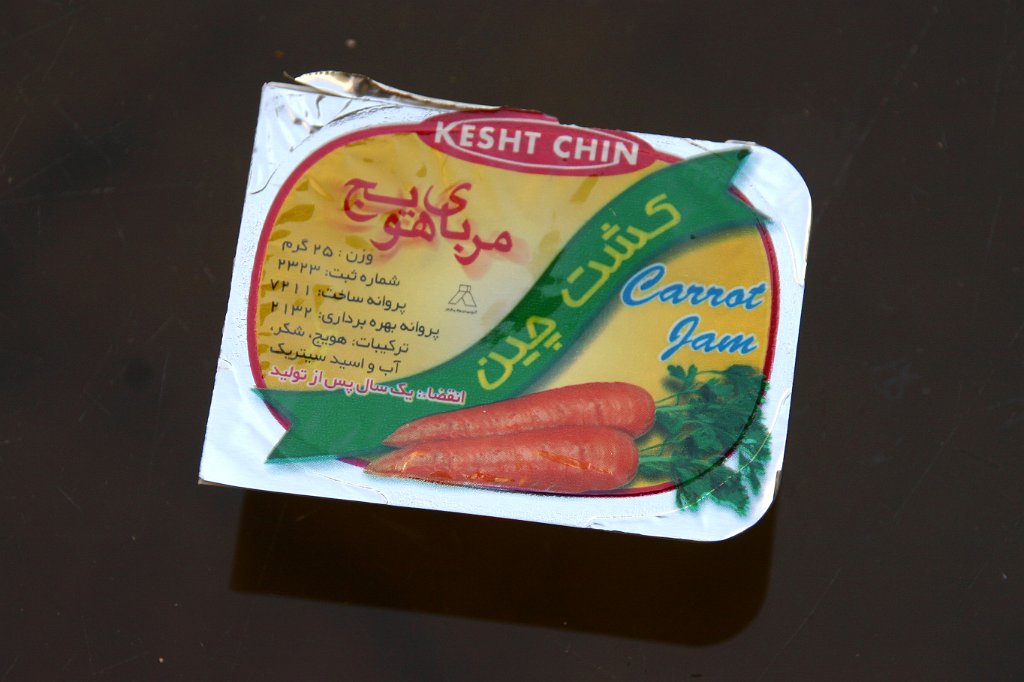 KESHT CHIN
مربای هویج
کشت چین
وزن : ۲۵ گرم
شماره ثبت: ۲۳۲۳
پروانه ساخت: ۷۲۱۱
پروانه بهره برداری: ۲۱۳۲
ترکیبات: هویج، شکر،
آب و اسید سیتریک
انقضاء: یک سال پس از تولید
Carrot
Jam